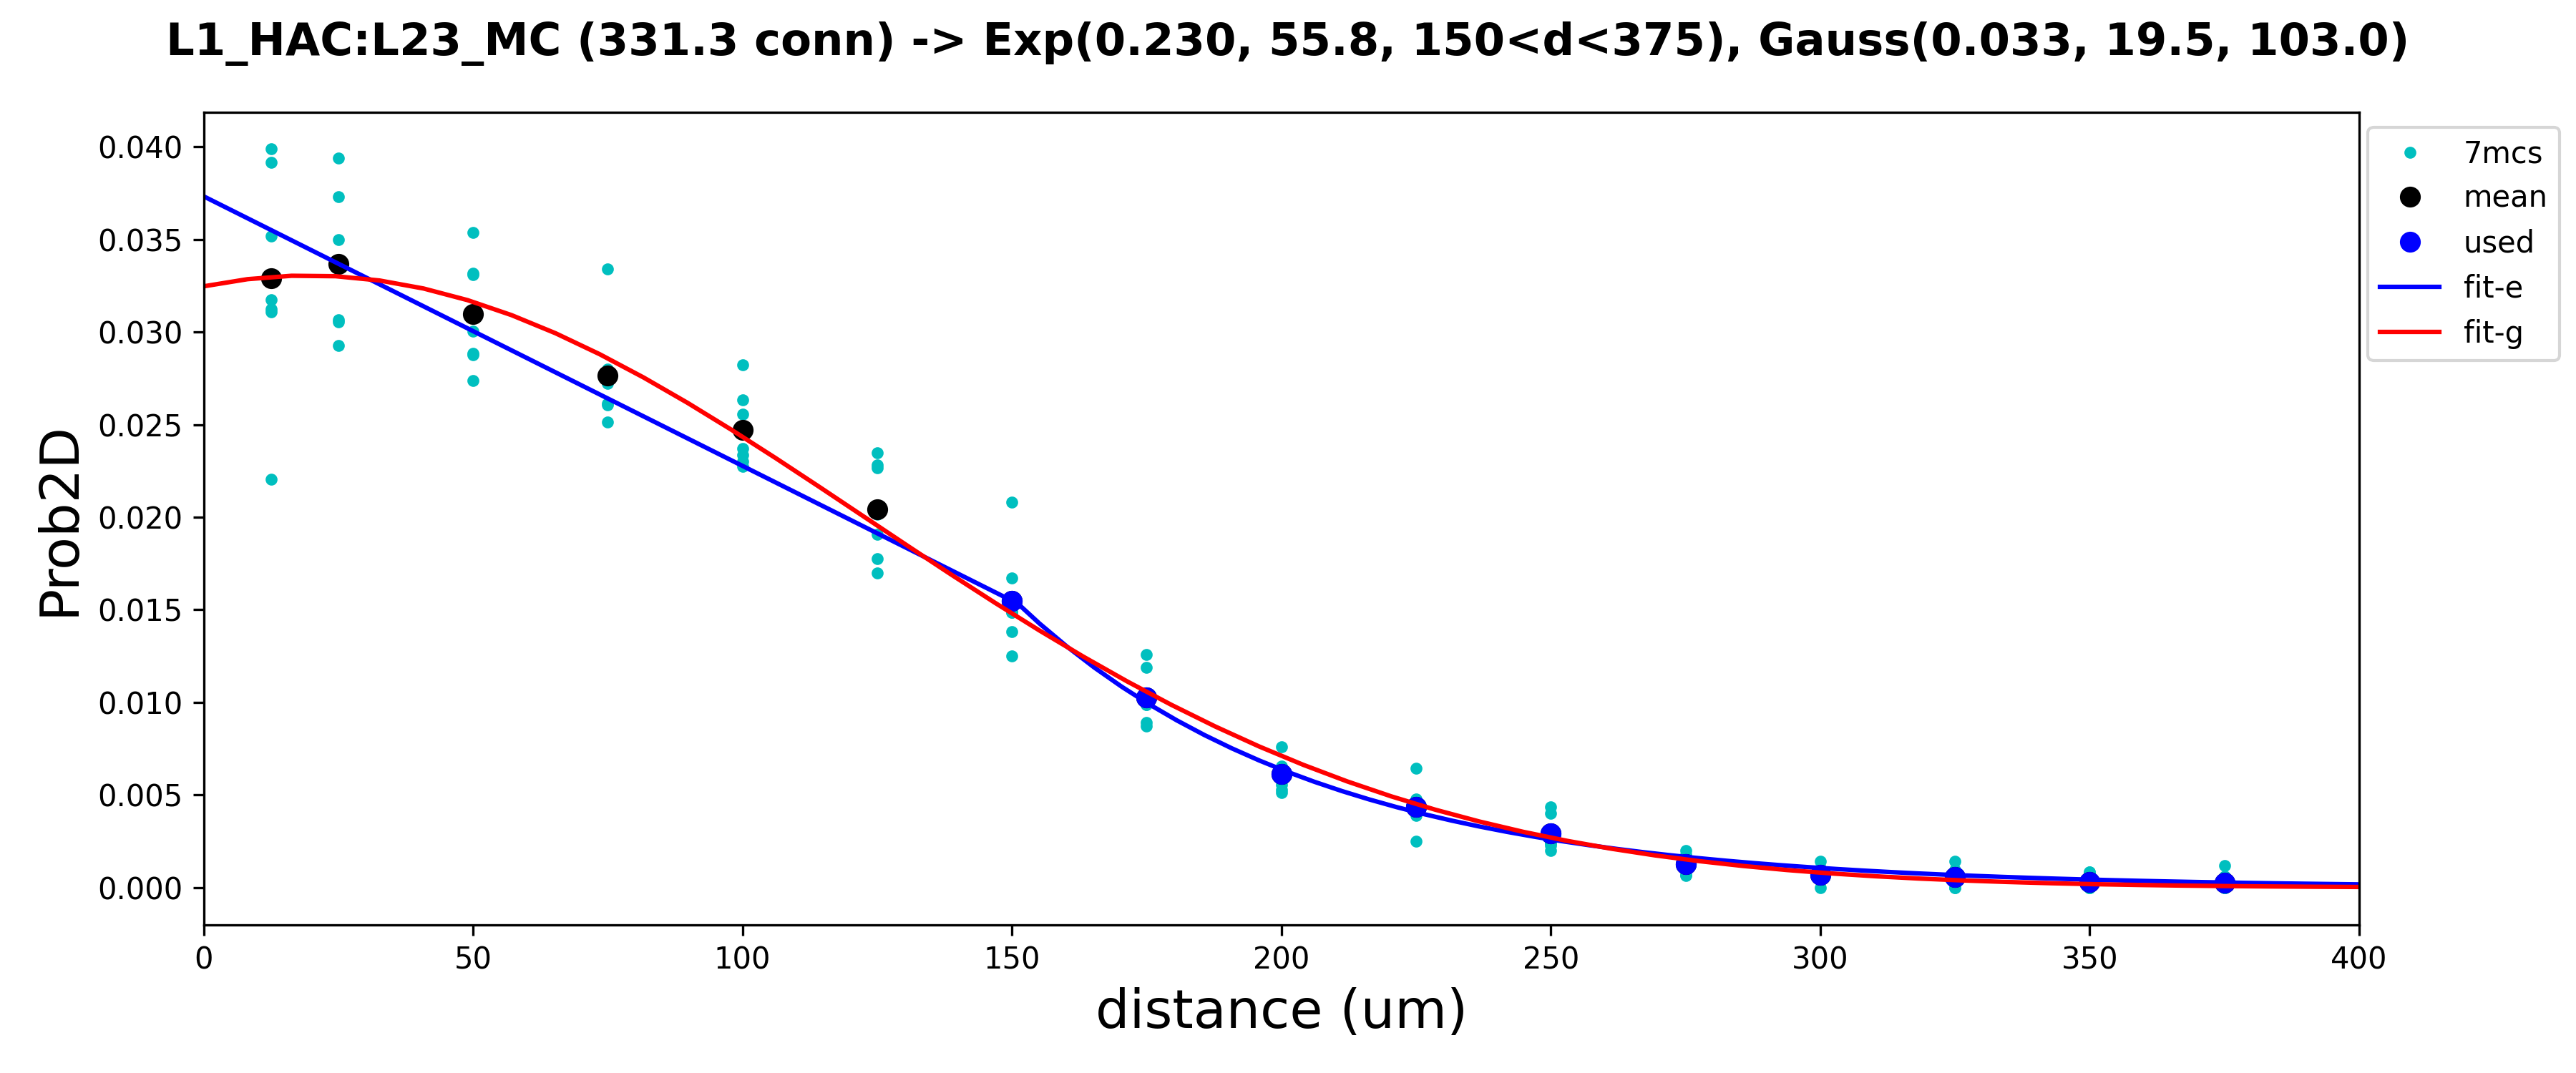 L1_HAC:L23_MC (331.3 conn) -> Exp(0.230, 55.8, 150<d<375), Gauss(0.033, 19.5, 103.0)
0.040
0.035
0.030
0.025
0.020
0.015
0.010
0.005
0.000
Prob2D
0 50 100 150 200 250 300 350 400
distance (um)
7mcs
mean
used
fit-e
fit-g